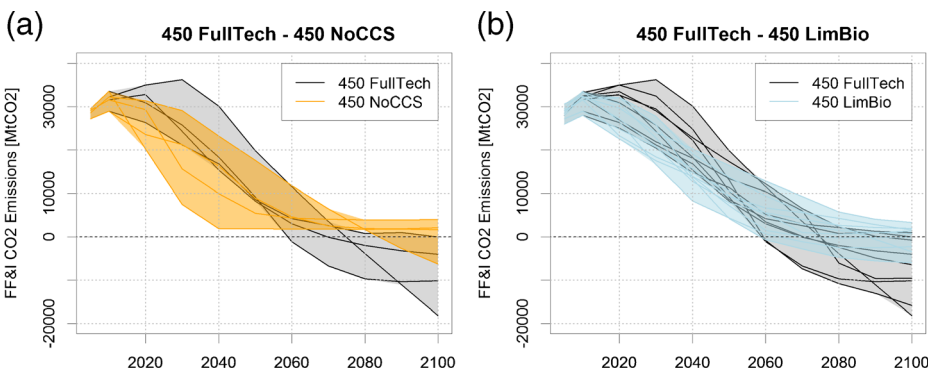 (a)
450 FullTech - 450 NoCCS
FF&I CO2 Emissions [MtCO2]
30000
10000
0
-20000
450 FullTech
450 NoCCS
2020
2040
2060
2080
2100
(b)
450 FullTech - 450 LimBio
FF&I CO2 Emissions [MtCO2]
30000
10000
0
-20000
450 FullTech
450 LimBio
2020
2040
2060
2080
2100